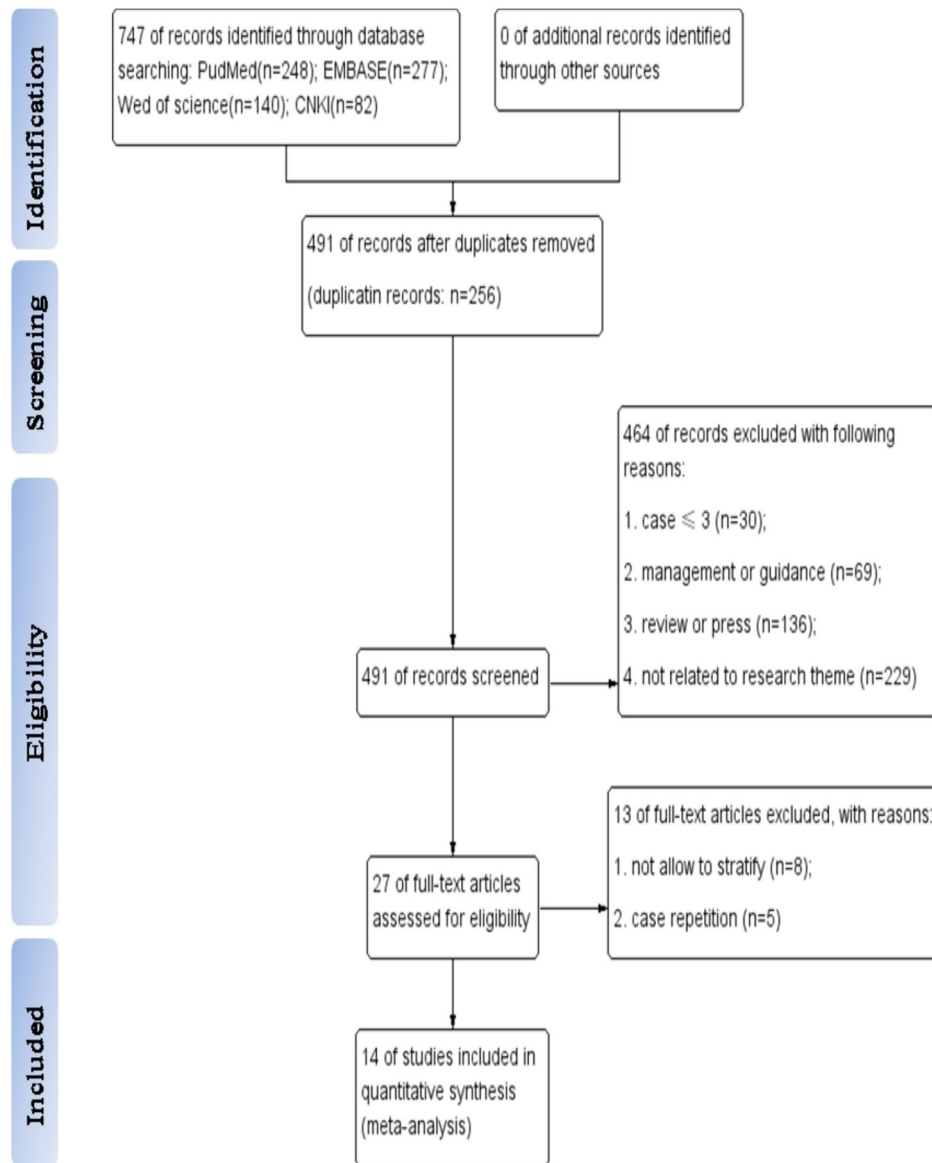 Identification
747 of records identified through database
searching: PudMed(n=248); EMBASE(n=277);
Wed of science(n=140); CNKI(n=82)
0 of additional records identified
through other sources
491 of records after duplicates removed
(duplicatin records: n=256)
Screening
464 of records excluded with following
reasons:
1. case ≤ 3 (n=30);
2. management or guidance (n=69);
3. review or press (n=136);
4. not related to research theme (n=229)
Eligibility
491 of records screened
13 of full-text articles excluded, with reasons:
1. not allow to stratify (n=8);
2. case repetition (n=5)
27 of full-text articles
assessed for eligibility
Included
14 of studies included in
quantitative synthesis
(meta-analysis)